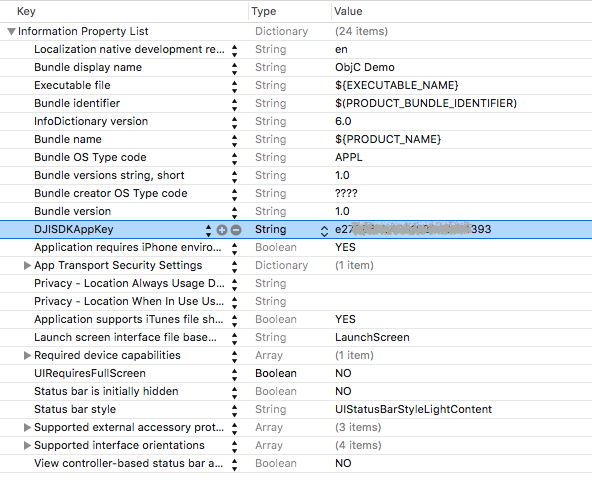 Key Type Value
Information Property List Dictionary (24 items)
Localization native development re... String en
Bundle display name String ObjC Demo
Executable file String ${EXECUTABLE_NAME}
Bundle identifier String $(PRODUCT_BUNDLE_IDENTIFIER)
InfoDictionary version String 6.0
Bundle name String ${PRODUCT_NAME}
Bundle OS Type code String APPL
Bundle versions string, short String 1.0
Bundle creator OS Type code String ????
Bundle version String 1.0
DJISDKAppKey String e27 393
Application requires iPhone enviro... Boolean YES
App Transport Security Settings Dictionary (1 item)
Privacy - Location Always Usage D... String
Privacy - Location When In Use Us... String
Application supports iTunes file sh... Boolean YES
Launch screen interface file base... String LaunchScreen
Required device capabilities Array (1 item)
UIRequiresFullScreen Boolean NO
Status bar is initially hidden Boolean NO
Status bar style String UIStatusBarStyleLightContent
Supported external accessory prot... Array (3 items)
Supported interface orientations Array (4 items)
View controller-based status bar a... Boolean NO